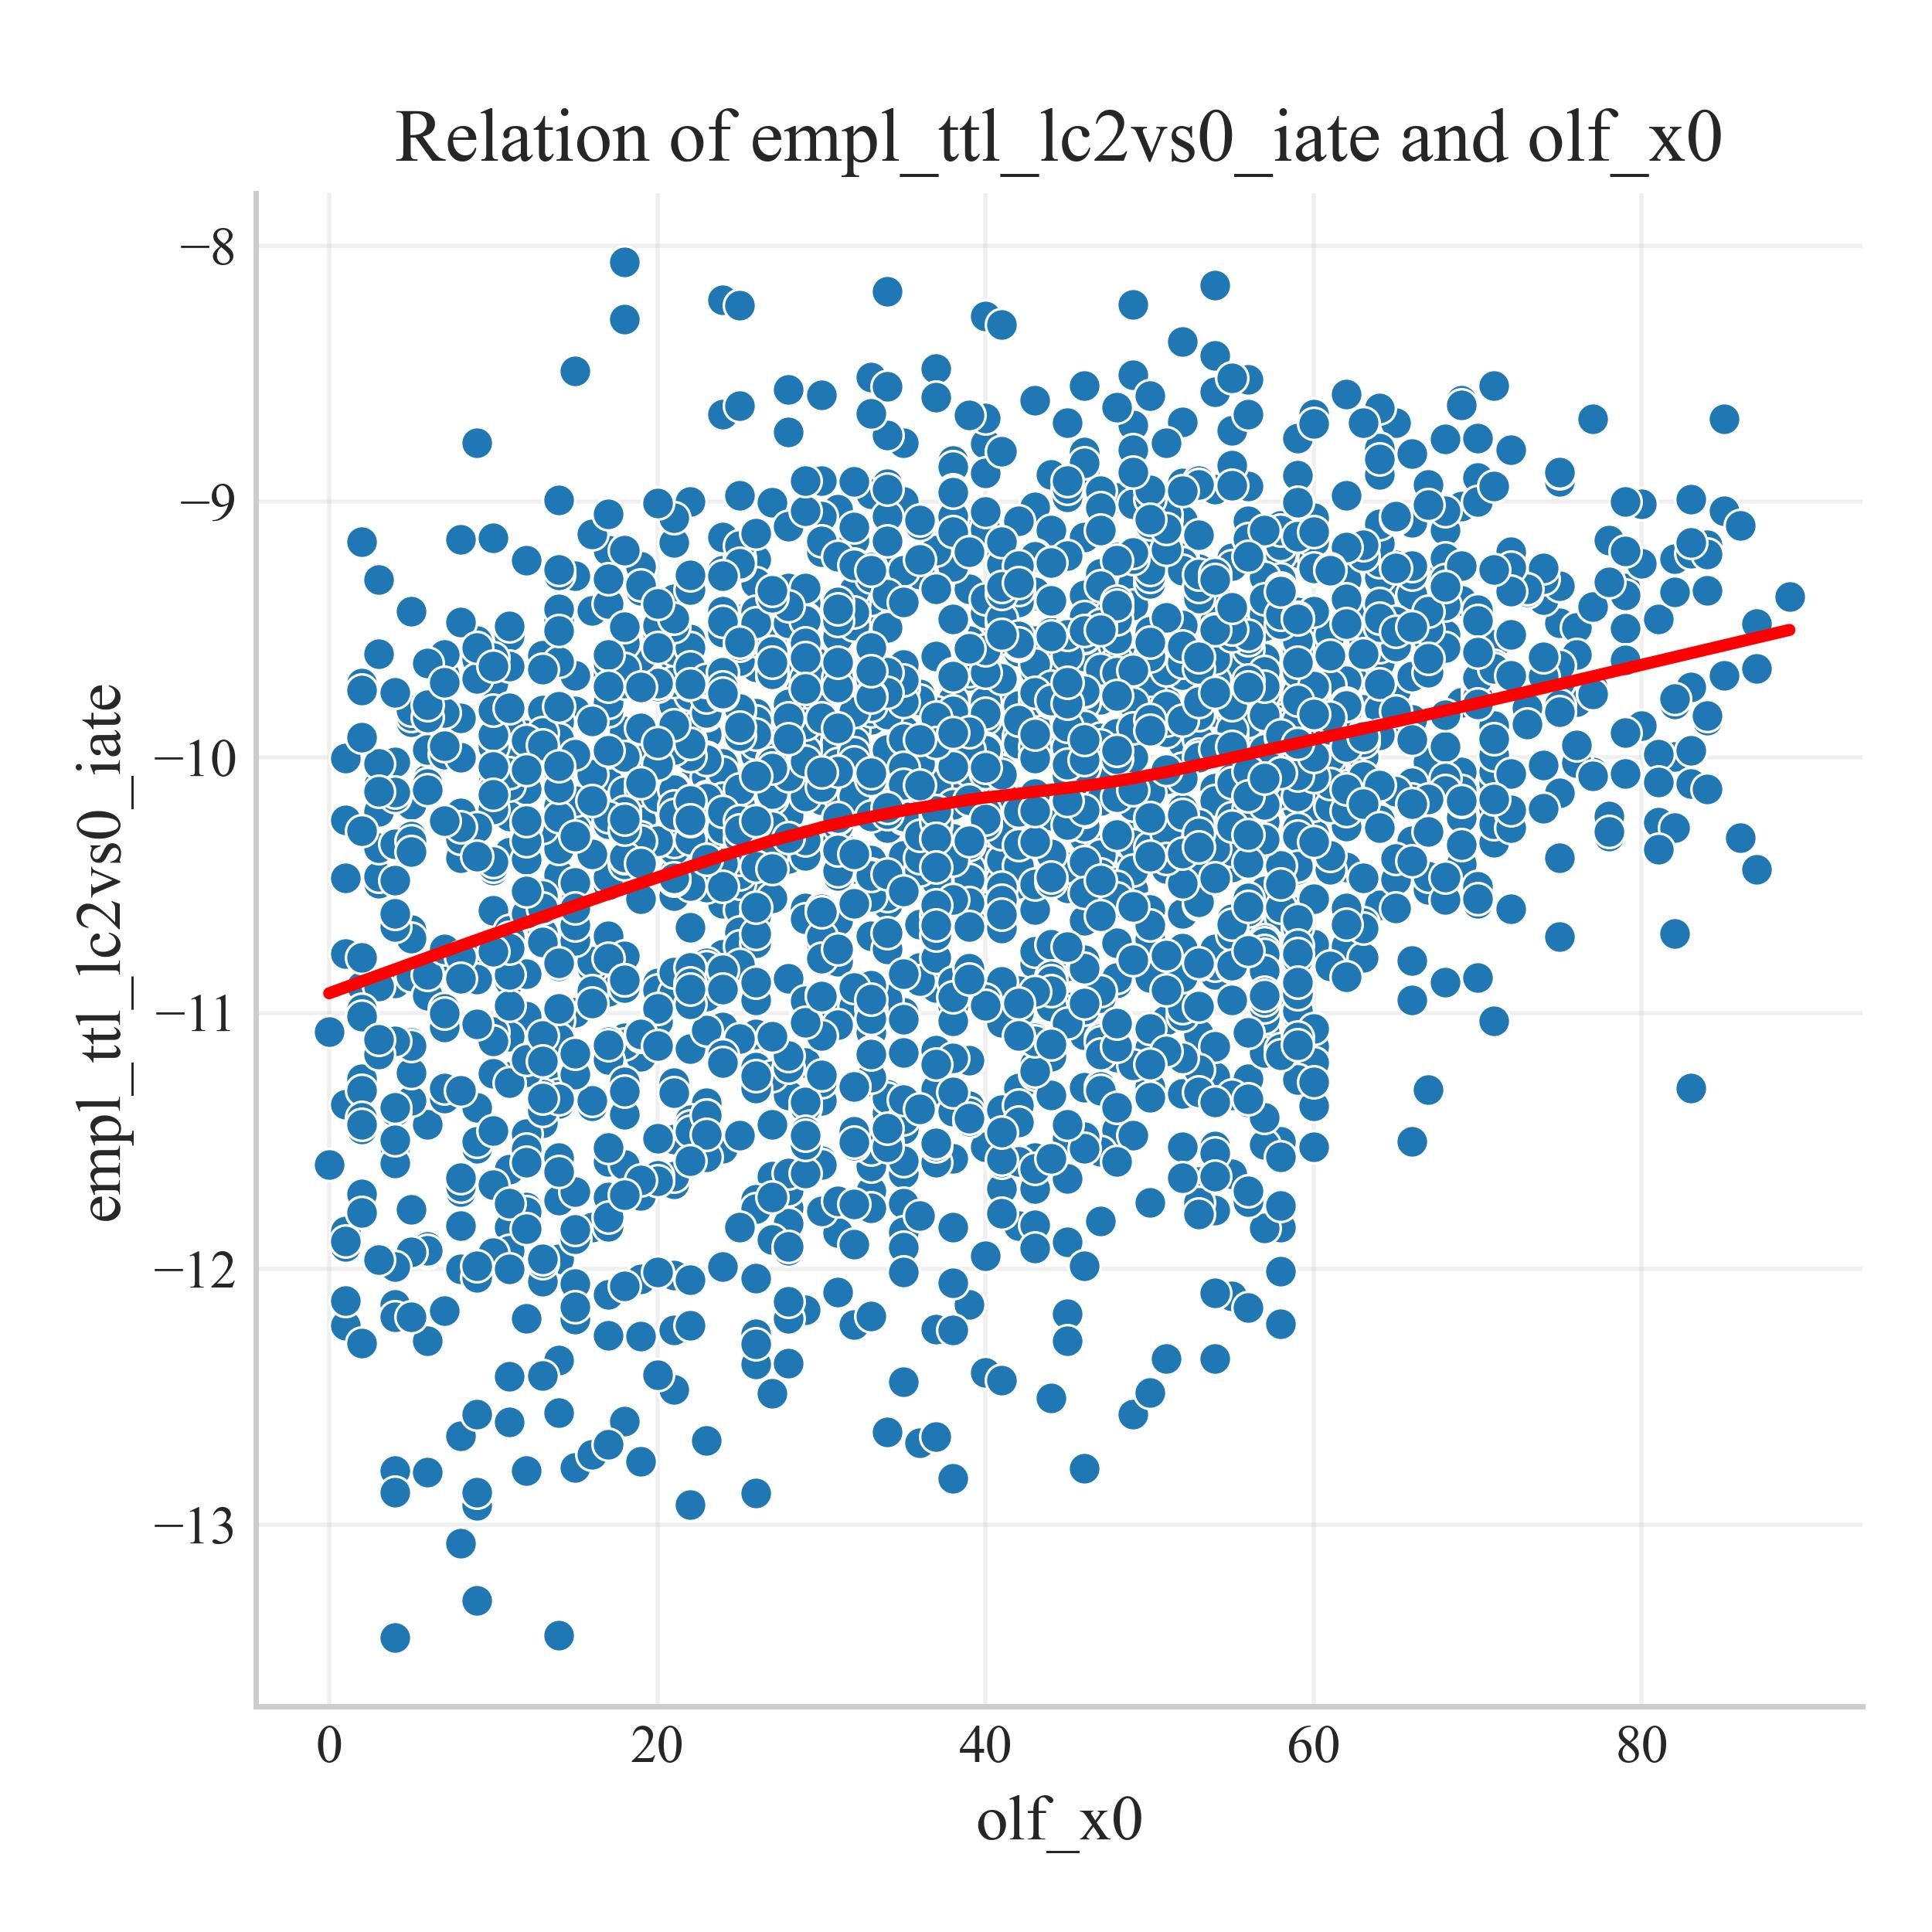 Relation of empl_ttl_lc2vs0_iate and olf_x0
empl_ttl_lc2vs0_iate
−8
−9
−10
−11
−12
−13
0 20 40 60 80
olf_x0